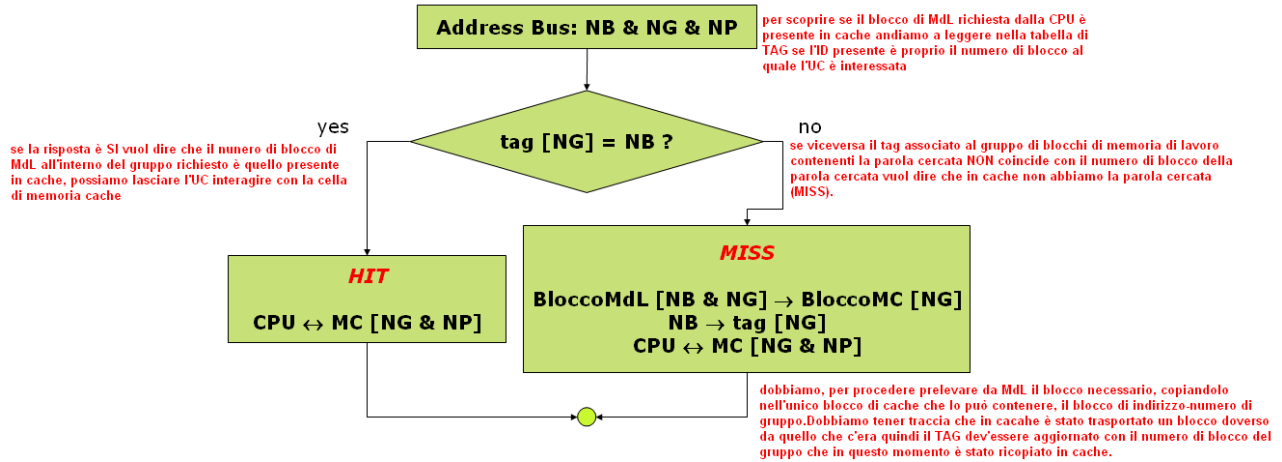 Address Bus: NB & NG & NP
per scoprire se il blocco di MdL richiesta dalla CPU è
presente in cache andiamo a leggere nella tabella di
TAG se l'ID presente è proprio il numero di blocco al
quale l'UC è interessata
tag [NG] = NB ?
yes
se la risposta è SI vuol dire che il nunero di blocco di
MdL all'interno del gruppo richiesto è quello presente
in cache, possiamo lasciare l'UC interagire con la cella
di memoria cache
no
se viceversa il tag associato al gruppo di blocchi di memoria di lavoro
contenenti la parola cercata NON coincide con il numero di blocco della
parola cercata vuol dire che in cache non abbiamo la parola cercata
(MISS).
HIT
CPU ↔ MC [NG & NP]
MISS
BloccoMdL [NB & NG] → BloccoMC [NG]
NB → tag [NG]
CPU ↔ MC [NG & NP]
dobbiamo, per procedere prelevare da MdL il blocco necessario, copiandolo
nell'unico blocco di cache che lo può contenere, il blocco di indirizzo-numero di
gruppo.Dobbiamo tener traccia che in cacahe è stato trasportato un blocco doverso
da quello che c'era quindi il TAG dev'essere aggiornato con il numero di blocco del
gruppo che in questo momento è stato ricopiato in cache.